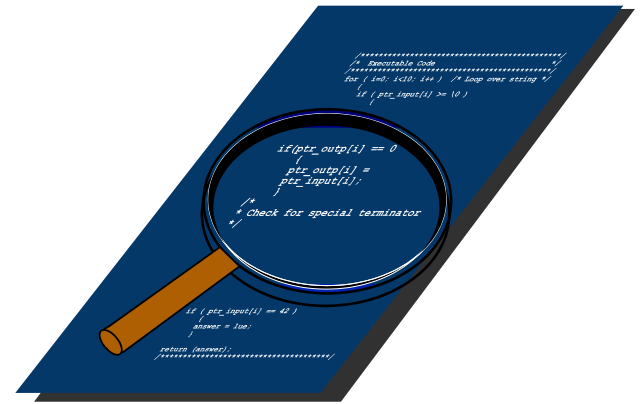 /**************************************************/
/*  Executable Code                              */
/**************************************************/
for ( i=0; i<10; i++ )  /* Loop over string */
{
if ( ptr_input[i] >= \0 )
{
if(ptr_outp[i] == 0
{
ptr_outp[i] =
ptr_input[i];
}
/*
* Check for special terminator
*/
if ( ptr_input[i] == 42 )
{
answer = lue;
}
return (answer);
/******************************************/